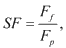 SF = F_f / F_p,